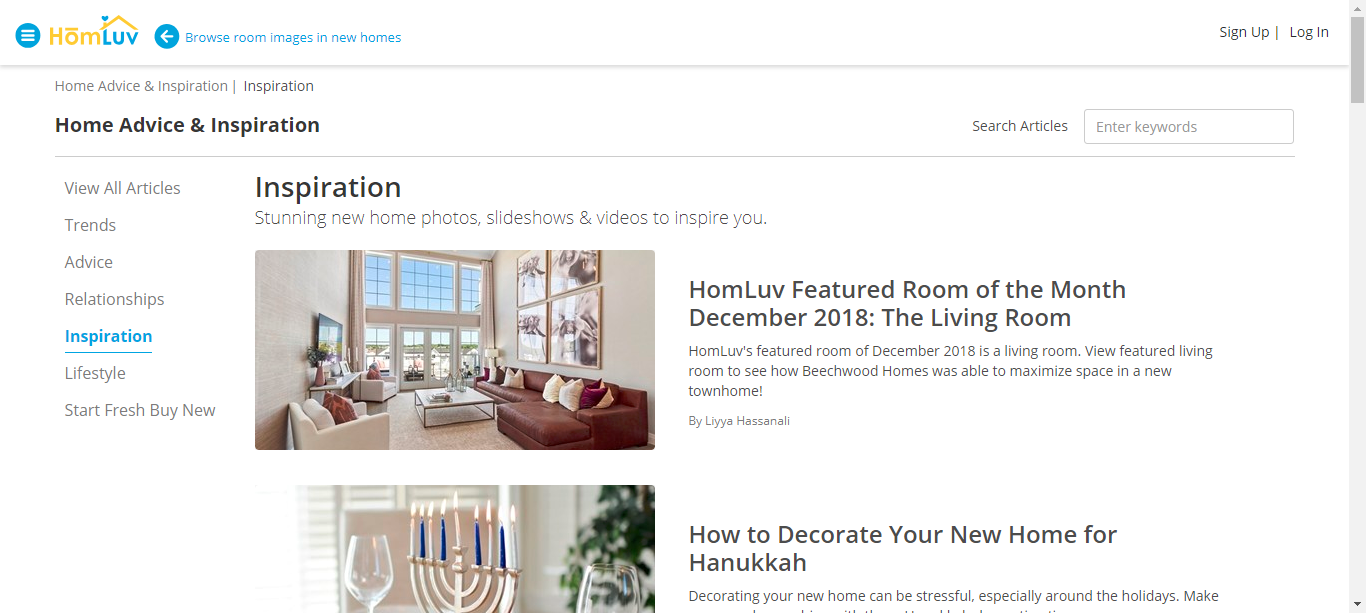 HōmLuv
Browse room images in new homes
Sign Up | Log In
Home Advice & Inspiration | Inspiration
Home Advice & Inspiration
Search Articles
Enter keywords
View All Articles
Trends
Advice
Relationships
Inspiration
Lifestyle
Start Fresh Buy New
Inspiration
Stunning new home photos, slideshows & videos to inspire you.
HomLuv Featured Room of the Month
December 2018: The Living Room
HomLuv's featured room of December 2018 is a living room. View featured living
room to see how Beechwood Homes was able to maximize space in a new
townhome!
By Liyya Hassanali
How to Decorate Your New Home for
Hanukkah
Decorating your new home can be stressful, especially around the holidays. Make